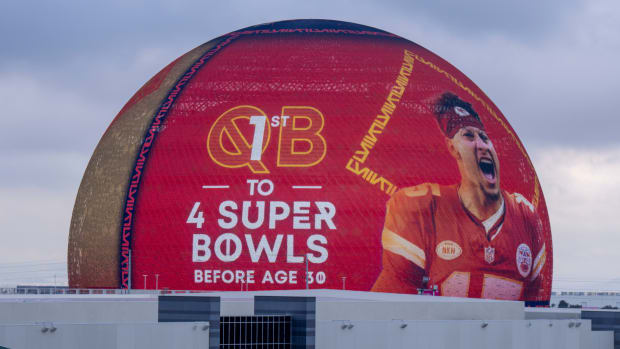 1ST
QB
TO
4 SUPER
BOWLS
BEFORE AGE 30